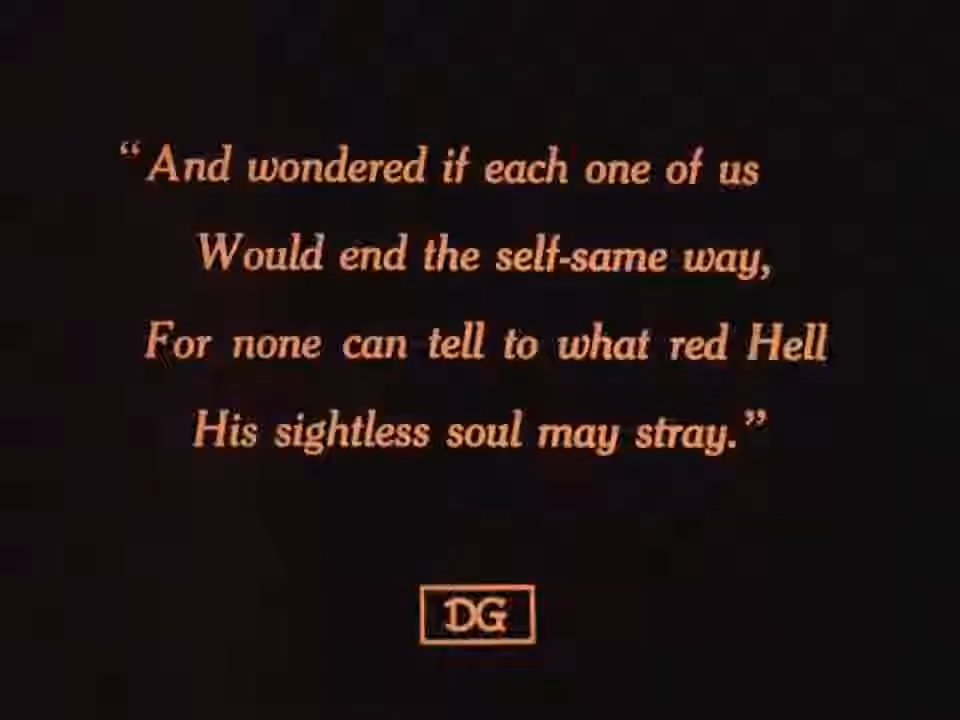 “And wondered if each one of us
Would end the self-same way,
For none can tell to what red Hell
His sightless soul may stray.”
DG